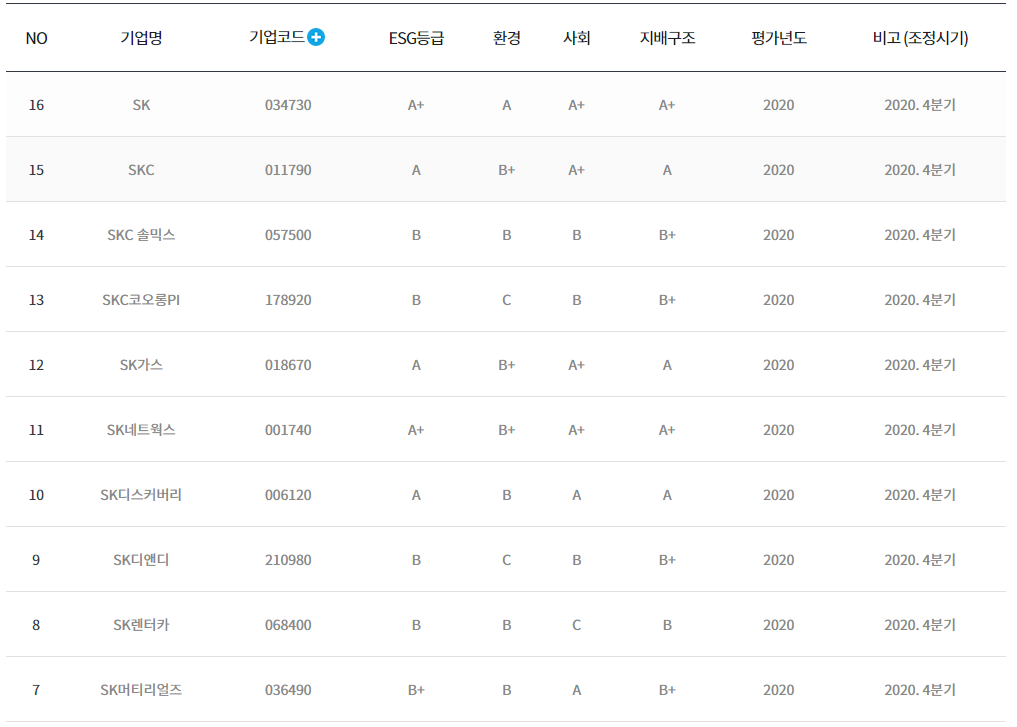 NO 기업명 기업코드 ESG등급 환경 사회 지배구조 평가년도 비고 (조정시기)
16 SK 034730 A+ A A+ A+ 2020 2020. 4분기
15 SKC 011790 A B+ A+ A 2020 2020. 4분기
14 SKC 솔믹스 057500 B B B B+ 2020 2020. 4분기
13 SKC코오롱PI 178920 B C B B+ 2020 2020. 4분기
12 SK가스 018670 A B+ A+ A 2020 2020. 4분기
11 SK네트웍스 001740 A+ B+ A+ A+ 2020 2020. 4분기
10 SK디스커버리 006120 A B A A 2020 2020. 4분기
9 SK디앤디 210980 B C B B+ 2020 2020. 4분기
8 SK렌터카 068400 B B C B 2020 2020. 4분기
7 SK머티리얼즈 036490 B+ B A B+ 2020 2020. 4분기